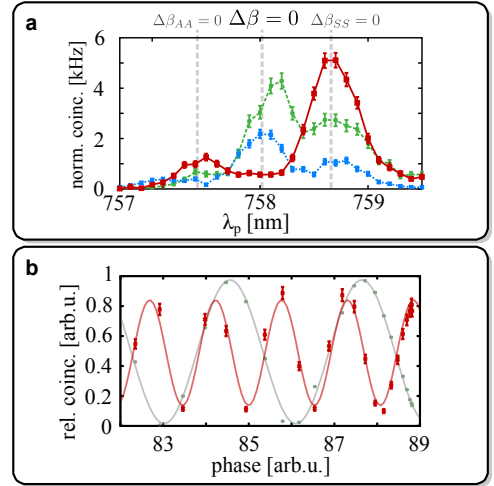 a
Δβ_AA = 0 Δβ = 0 Δβ_SS = 0
norm. coinc. [kHz]
6
4
2
0
757 758 759
λ_p [nm]
b
rel. coinc. [arb.u.]
1
0.8
0.6
0.4
0.2
0
83 85 87 89
phase [arb.u.]